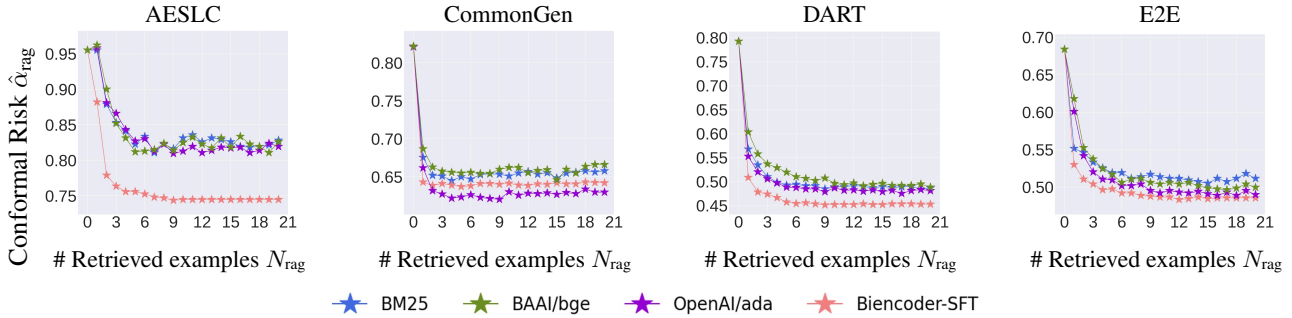 AESLC CommonGen DART E2E
Conformal Risk α̂rag
0.95 0.90 0.85 0.80 0.75
0.80 0.75 0.70 0.65
0.80 0.75 0.70 0.65 0.60 0.55 0.50 0.45
0.70 0.65 0.60 0.55 0.50
0 3 6 9 12 15 18 21 0 3 6 9 12 15 18 21 0 3 6 9 12 15 18 21 0 3 6 9 12 15 18 21
# Retrieved examples Nrag # Retrieved examples Nrag # Retrieved examples Nrag # Retrieved examples Nrag
BM25 BAAI/bge OpenAI/ada Biencoder-SFT